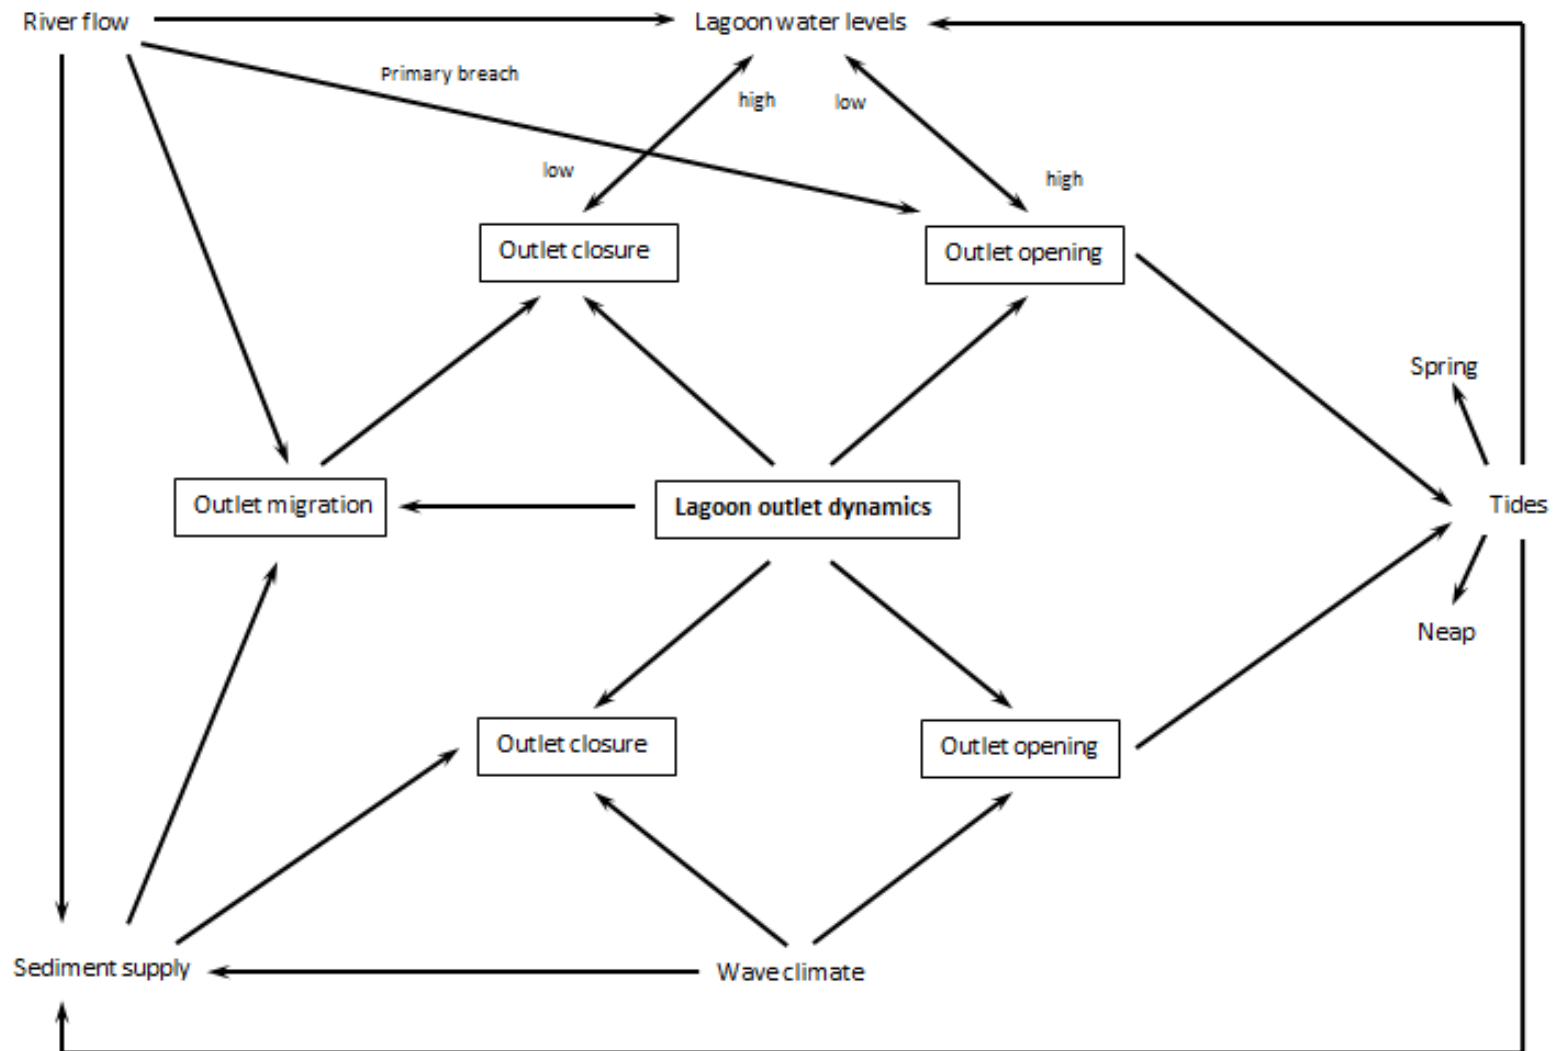 River flow
Lagoon water levels
Primary breach
high
low
low
high
Outlet closure
Outlet opening
Spring
Outlet migration
Lagoon outlet dynamics
Tides
Neap
Outlet closure
Outlet opening
Sediment supply
Wave climate